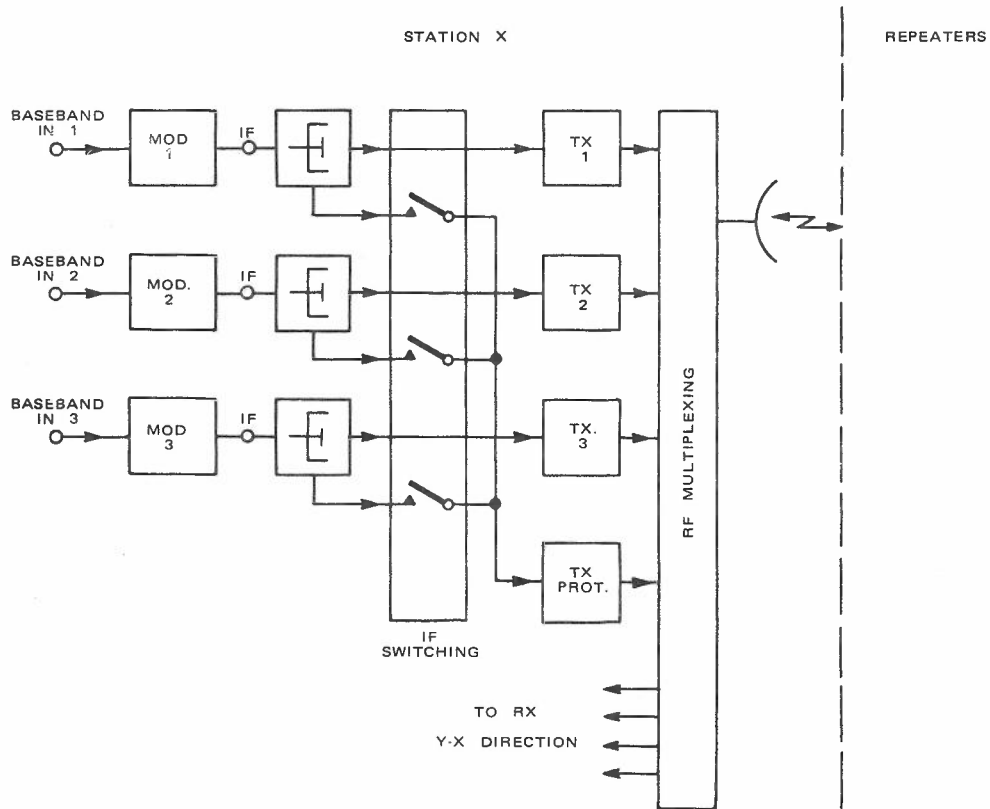 STATION X
REPEATERS
BASEBAND
IN 1
MOD
1
IF
TX
1
BASEBAND
IN 2
MOD.
2
IF
TX
2
BASEBAND
IN 3
MOD
3
IF
TX.
3
RF MULTIPLEXING
TX
PROT.
IF
SWITCHING
TO RX
Y-X DIRECTION